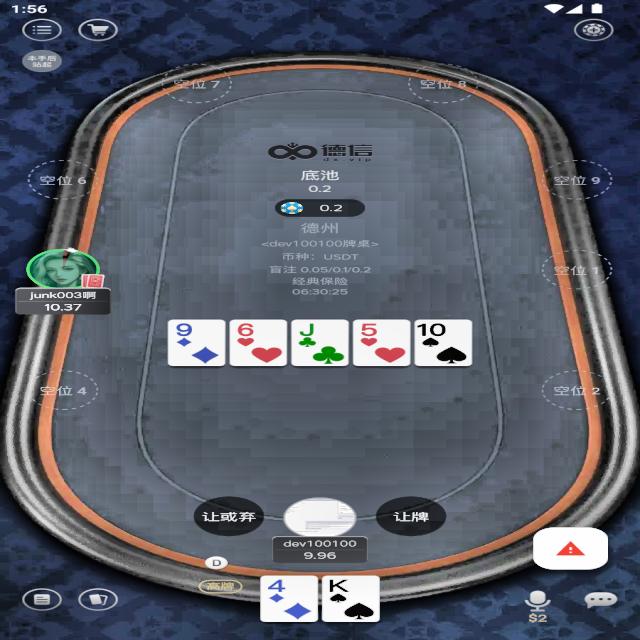 1:56
本手后
站起
空位 7
空位 8
德信
dx.vip
底池
0.2
0.2
空位 6
空位 9
德州
<dev100100牌桌>
币种：USDT
盲注 0.05/0.1/0.2
经典保险
06:30:25
空位 1
junk003啊
10.37
9
6
J
5
10
空位 4
空位 2
让或弃
让牌
dev100100
9.96
D
高牌
4
K
$2